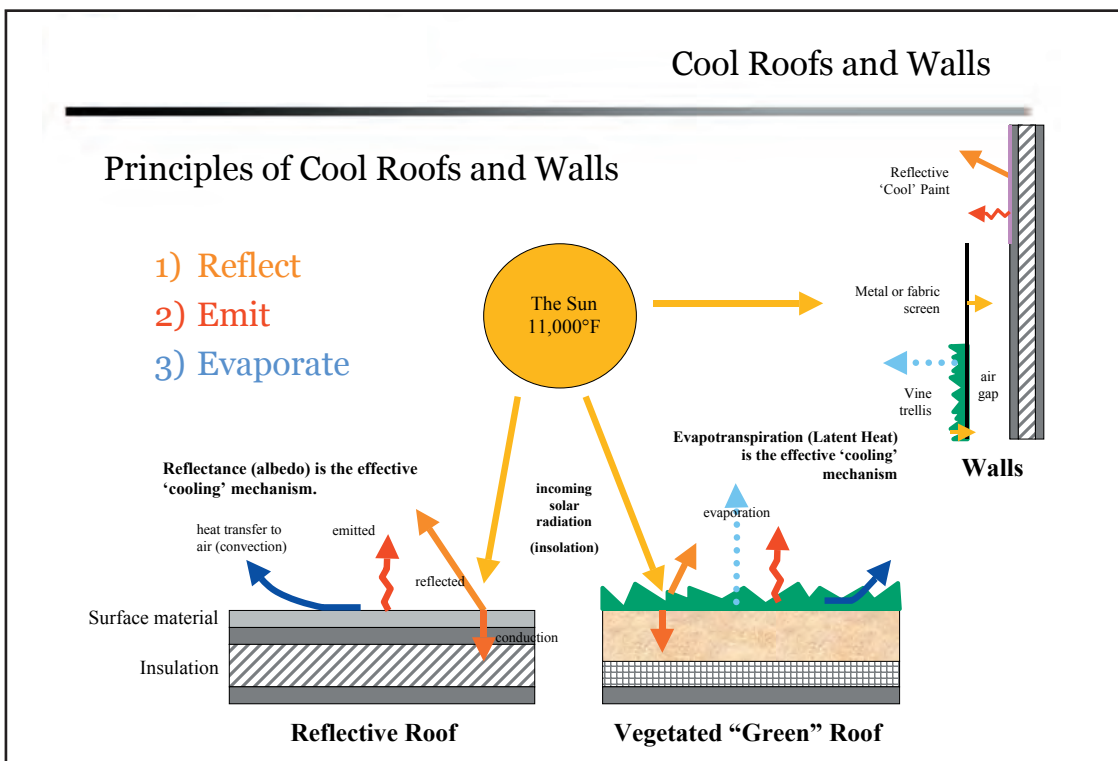 Cool Roofs and Walls
Principles of Cool Roofs and Walls
1) Reflect
2) Emit
3) Evaporate
The Sun
11,000°F
Reflective
‘Cool’ Paint
Metal or fabric
screen
Vine
trellis
air
gap
Walls
Reflectance (albedo) is the effective
‘cooling’ mechanism.
heat transfer to
air (convection)
emitted
reflected
incoming
solar
radiation
(insolation)
Evapotranspiration (Latent Heat)
is the effective ‘cooling’
mechanism
evaporation
Surface material
conduction
Insulation
Reflective Roof
Vegetated “Green” Roof